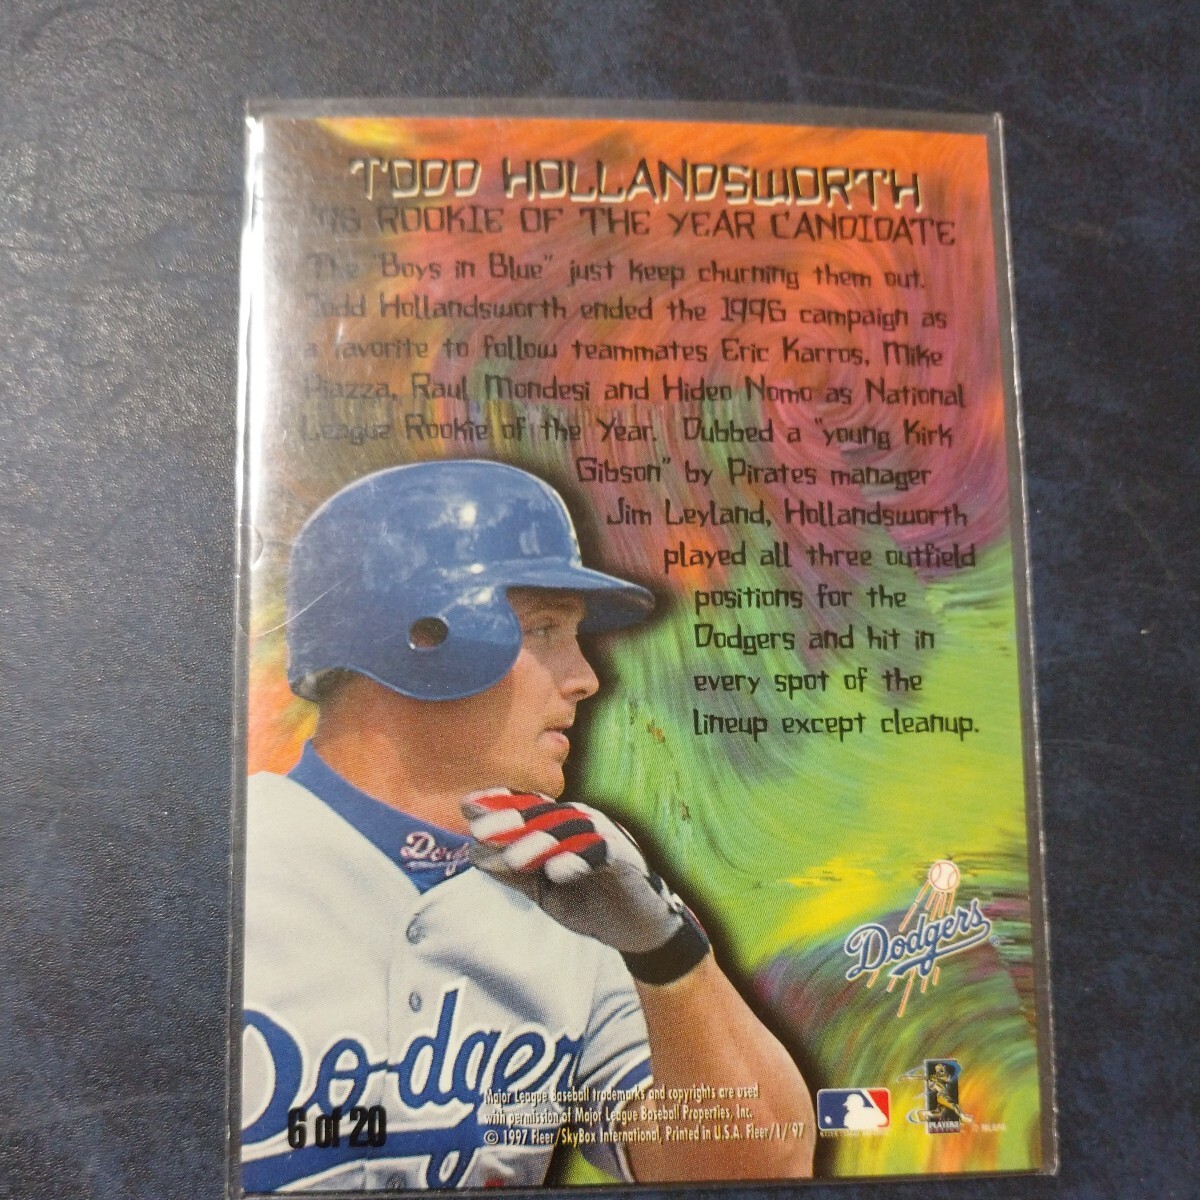 TODD HOLLANDSWORTH
'96 ROOKIE OF THE YEAR CANDIDATE
The "Boys in Blue" just keep churning them out.
Todd Hollandsworth ended the 1996 campaign as
a favorite to follow teammates Eric Karros, Mike
Piazza, Raul Mondesi and Hideo Nomo as National
League Rookie of the Year. Dubbed a "young Kirk
Gibson" by Pirates manager
Jim Leyland, Hollandsworth
played all three outfield
positions for the
Dodgers and hit in
every spot of the
lineup except cleanup.
Dodgers
Dodger
6 of 20
Major League Baseball trademarks and copyrights are used
with permission of Major League Baseball Properties, Inc.
© 1997 Fleer/SkyBox International, Printed in U.S.A. Fleer/1/'97
PLAYERS
© MLBPA